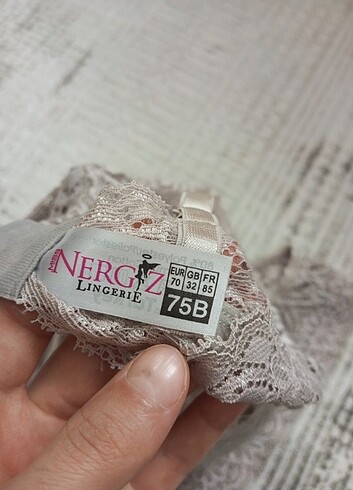 NERGIZ
LINGERIE
EUR GB FR
70 32 85
75B